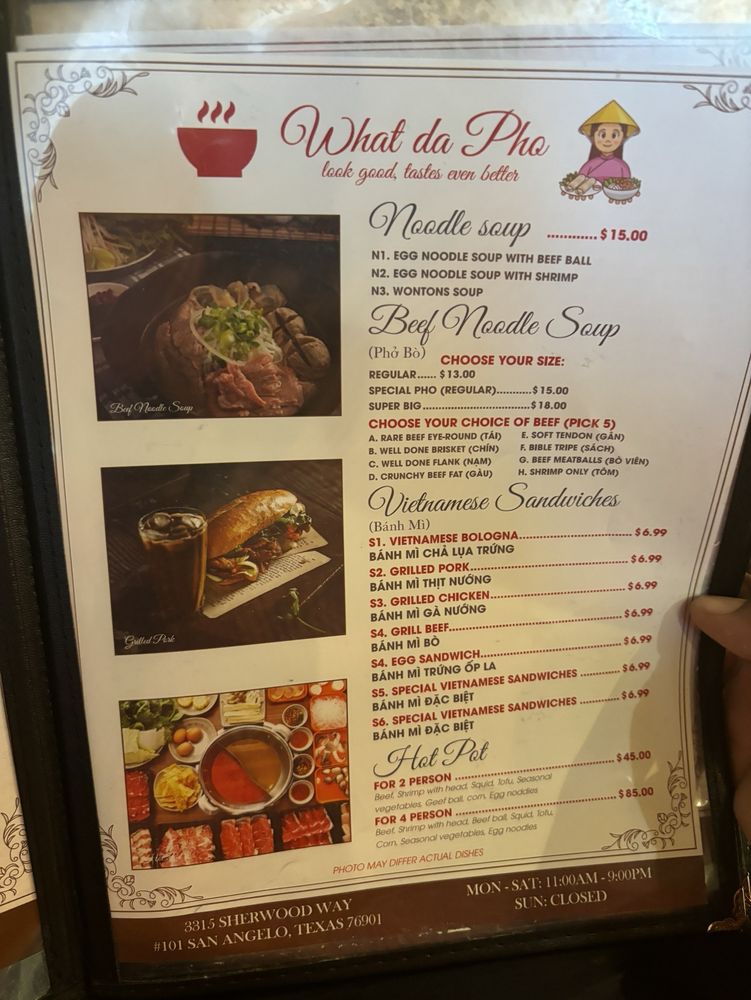 What da Pho
look good, tastes even better
Noodle soup ............$15.00
N1. EGG NOODLE SOUP WITH BEEF BALL
N2. EGG NOODLE SOUP WITH SHRIMP
N3. WONTONS SOUP
Beef Noodle Soup
(Phở Bò) CHOOSE YOUR SIZE:
REGULAR...... $13.00
SPECIAL PHO (REGULAR)...........$15.00
SUPER BIG..................................$18.00
CHOOSE YOUR CHOICE OF BEEF (PICK 5)
A. RARE BEEF EYE-ROUND (TÁI) E. SOFT TENDON (GÂN)
B. WELL DONE BRISKET (CHÍN) F. BIBLE TRIPE (SÁCH)
C. WELL DONE FLANK (NẠM) G. BEEF MEATBALLS (BÒ VIÊN)
D. CRUNCHY BEEF FAT (GẦU) H. SHRIMP ONLY (TÔM)
Beef Noodle Soup
Vietnamese Sandwiches
(Bánh Mì)
S1. VIETNAMESE BOLOGNA................................$6.99
BÁNH MÌ CHẢ LỤA TRỨNG
S2. GRILLED PORK.............................................$6.99
BÁNH MÌ THỊT NƯỚNG
S3. GRILLED CHICKEN.......................................$6.99
BÁNH MÌ GÀ NƯỚNG
S4. GRILL BEEF.................................................$6.99
BÁNH MÌ BÒ
S4. EGG SANDWICH........................................$6.99
BÁNH MÌ TRỨNG ỐP LA
S5. SPECIAL VIETNAMESE SANDWICHES ............$6.99
BÁNH MÌ ĐẶC BIỆT
S6. SPECIAL VIETNAMESE SANDWICHES ............$6.99
BÁNH MÌ ĐẶC BIỆT
Grilled Pork
Hot Pot
FOR 2 PERSON ..............................................$45.00
Beef, Shrimp with head, Squid, Tofu, Seasonal
vegetables, Geef ball, corn, Egg noddles
FOR 4 PERSON ..............................................$85.00
Beef, Shrimp with head, Beef ball, Squid, Tofu,
Corn, Seasonal vegetables, Egg noodles
PHOTO MAY DIFFER ACTUAL DISHES
3315 SHERWOOD WAY
#101 SAN ANGELO, TEXAS 76901
MON - SAT: 11:00AM - 9:00PM
SUN: CLOSED